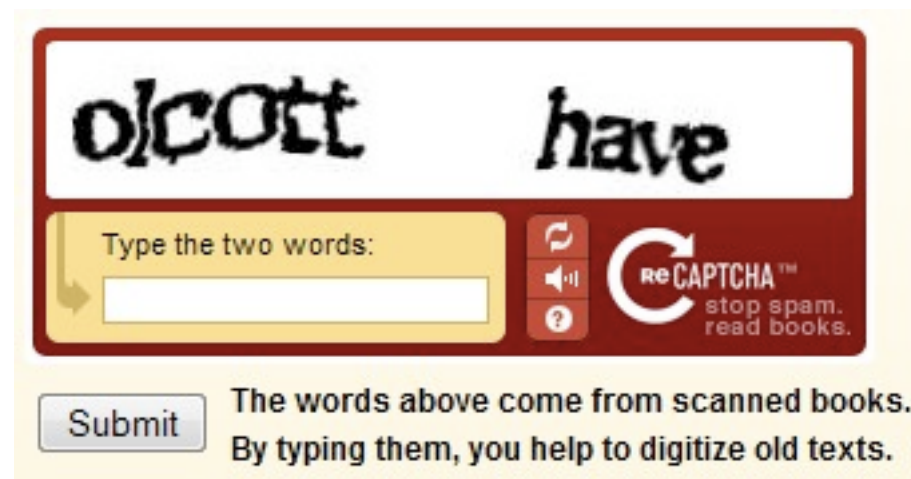 olcott have
Type the two words:
reCAPTCHA™
stop spam.
read books.
Submit
The words above come from scanned books.
By typing them, you help to digitize old texts.